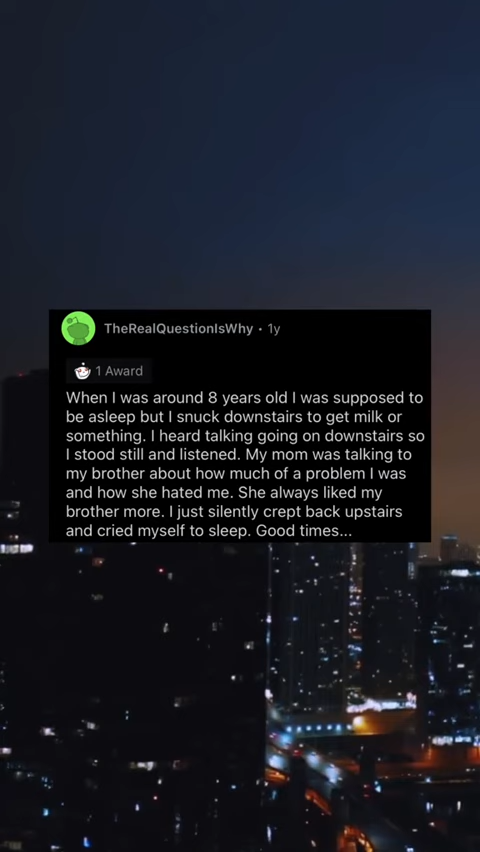 TheRealQuestionIsWhy · 1y
1 Award
When I was around 8 years old I was supposed to
be asleep but I snuck downstairs to get milk or
something. I heard talking going on downstairs so
I stood still and listened. My mom was talking to
my brother about how much of a problem I was
and how she hated me. She always liked my
brother more. I just silently crept back upstairs
and cried myself to sleep. Good times...